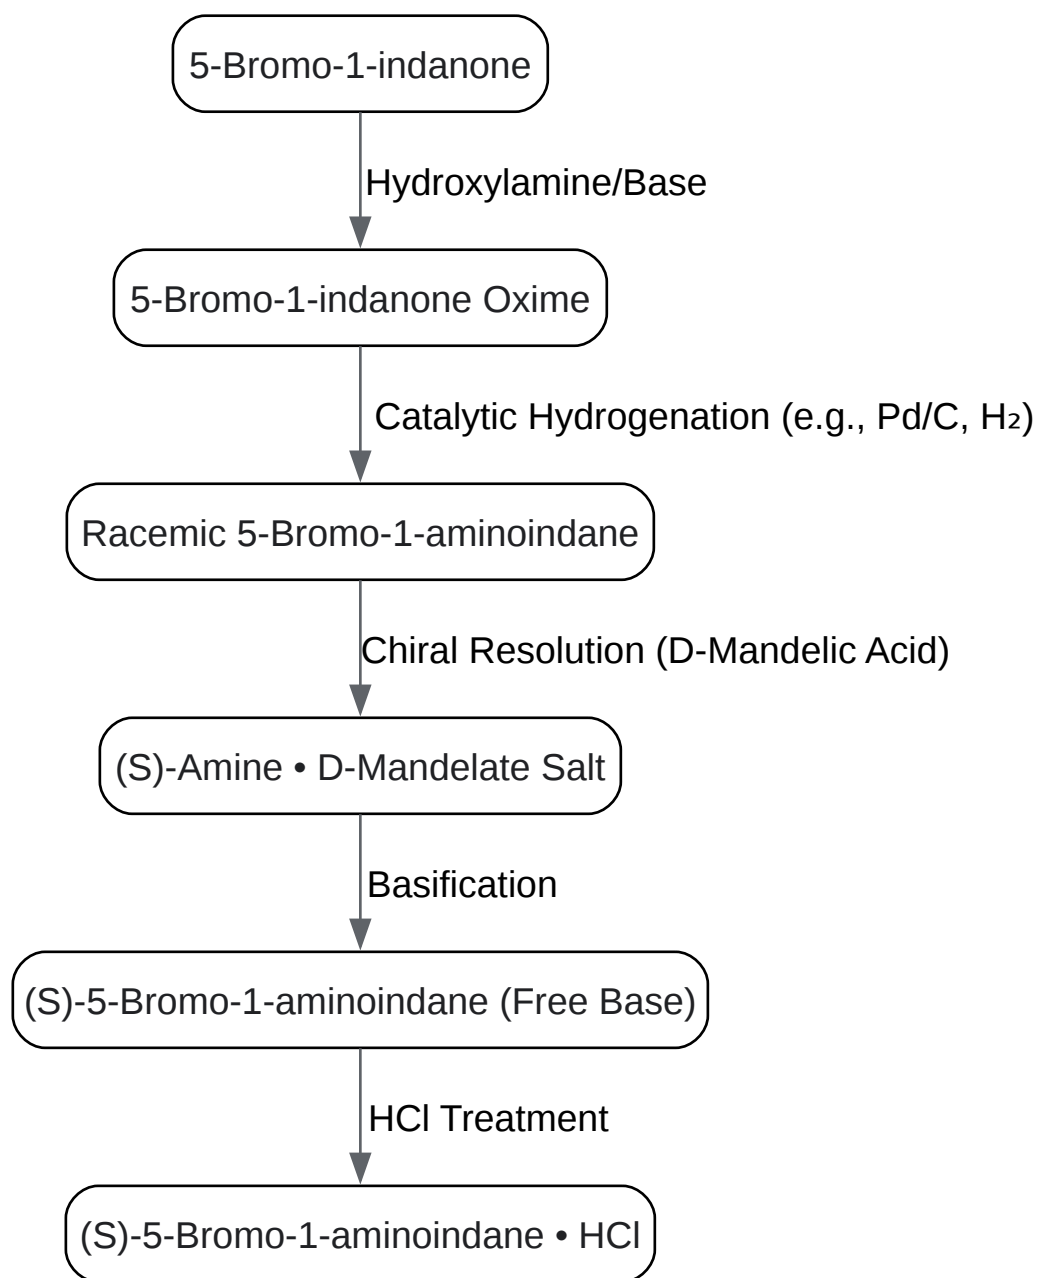 5-Bromo-1-indanone
Hydroxylamine/Base
5-Bromo-1-indanone Oxime
Catalytic Hydrogenation (e.g., Pd/C, H₂)
Racemic 5-Bromo-1-aminoindane
Chiral Resolution (D-Mandelic Acid)
(S)-Amine • D-Mandelate Salt
Basification
(S)-5-Bromo-1-aminoindane (Free Base)
HCl Treatment
(S)-5-Bromo-1-aminoindane • HCl